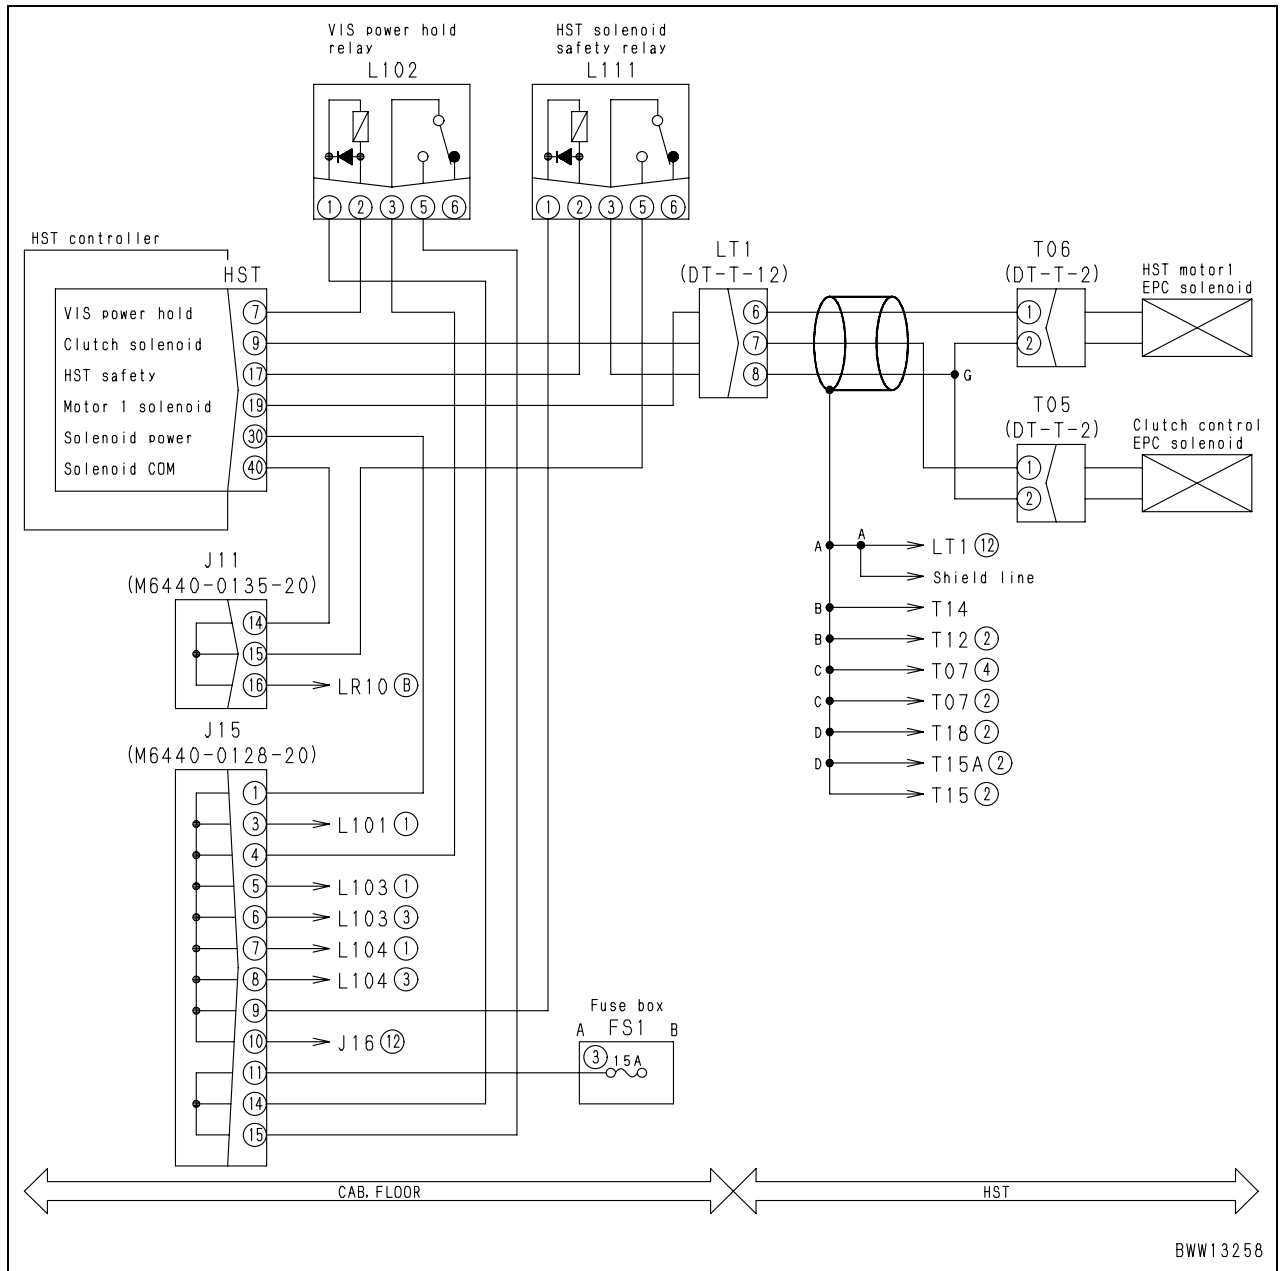 VIS power hold
relay
L102
HST solenoid
safety relay
L111
1 2 3 5 6
1 2 3 5 6
HST controller
HST
VIS power hold 7
Clutch solenoid 9
HST safety 17
Motor 1 solenoid 19
Solenoid power 30
Solenoid COM 40
LT1
(DT-T-12)
6
7
8
T06
(DT-T-2)
1
2
HST motor1
EPC solenoid
G
T05
(DT-T-2)
1
2
Clutch control
EPC solenoid
A A LT1 12
Shield line
B T14
B T12 2
C T07 4
C T07 2
D T18 2
D T15A 2
T15 2
J11
(M6440-0135-20)
14
15
16 LR10 B
J15
(M6440-0128-20)
1
3 L101 1
4
5 L103 1
6 L103 3
7 L104 1
8 L104 3
9
10 J16 12
11
14
15
Fuse box
A FS1 B
3 15A
CAB, FLOOR
HST
BWW13258